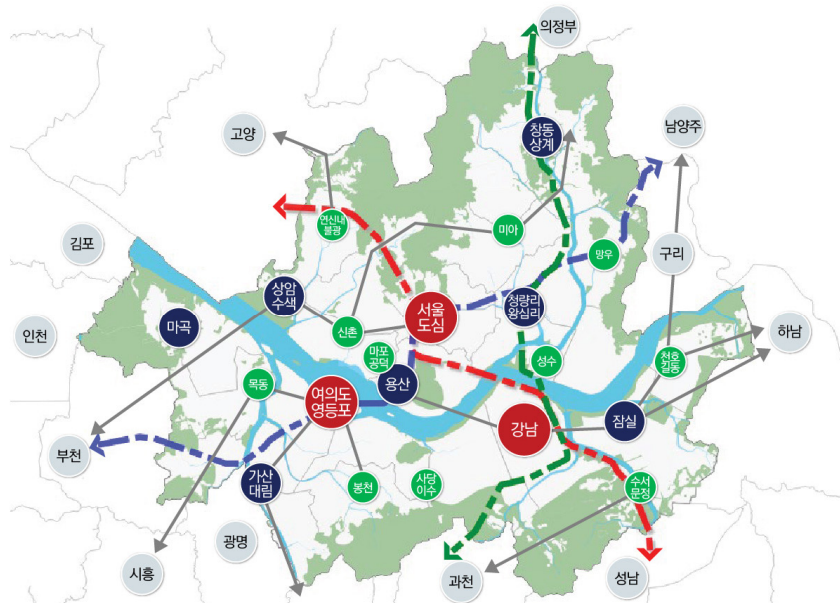 의정부
고양
창동
상계
남양주
연신내
불광
미아
김포
망우
구리
상암
수색
청량리
왕십리
서울
도심
마곡
신촌
인천
하남
마포
공덕
성수
천호
길동
목동
용산
여의도
영등포
강남
잠실
부천
가산
대림
봉천
사당
이수
수서
문정
광명
시흥
과천
성남